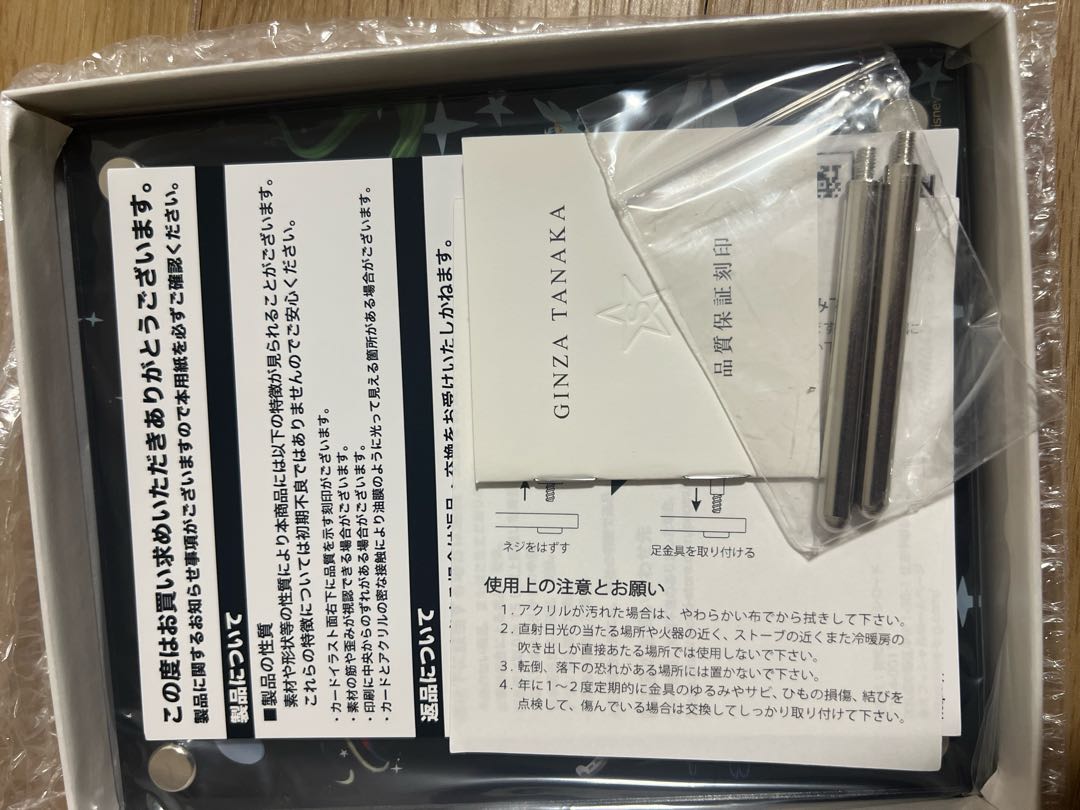 この度はお買い求めいただきありがとうございます。
製品に関するお知らせ事項がございますので本用紙を必ずご確認ください。
製品について
■製品の性質
素材や形状等の性質により本商品には以下の特徴が見られることがございます。
これらの特徴については初期不良ではありませんのでご安心ください。
・カードイラスト面右下に品質を示す刻印がございます。
・素材の筋や歪みが視認できる場合がございます。
・印刷に中央からのずれがある場合がございます。
・カードとアクリルの密な接触により油膜のように光って見える箇所がある場合がございます。
返品について
交換をお受けいたしかねます。
GINZA TANAKA
品質保証刻印
ネジをはずす
足金具を取り付ける
使用上の注意とお願い
1. アクリルが汚れた場合は、やわらかい布でから拭きして下さい。
2. 直射日光の当たる場所や火器の近く、ストーブの近くまた冷暖房の
吹き出しが直接あたる場所では使用しないで下さい。
3. 転倒、落下の恐れがある場所には置かないで下さい。
4. 年に1～2度定期的に金具のゆるみやサビ、ひもの損傷、結びを
点検して、傷んでいる場合は交換してしっかり取り付けて下さい。